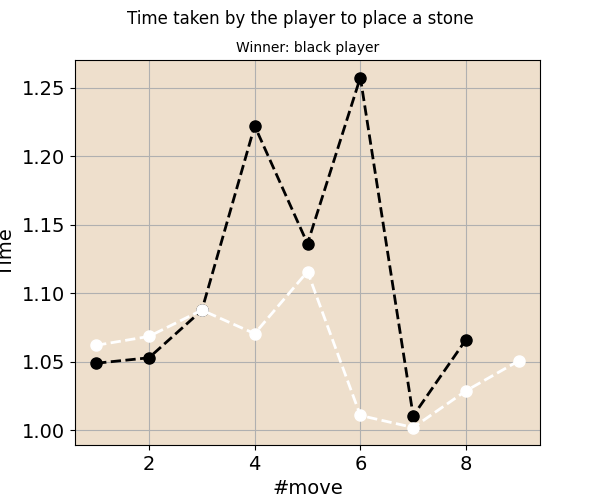 Time taken by the player to place a stone
Winner: black player
1.25
1.20
1.15
1.10
1.05
1.00
Time
2 4 6 8
#move